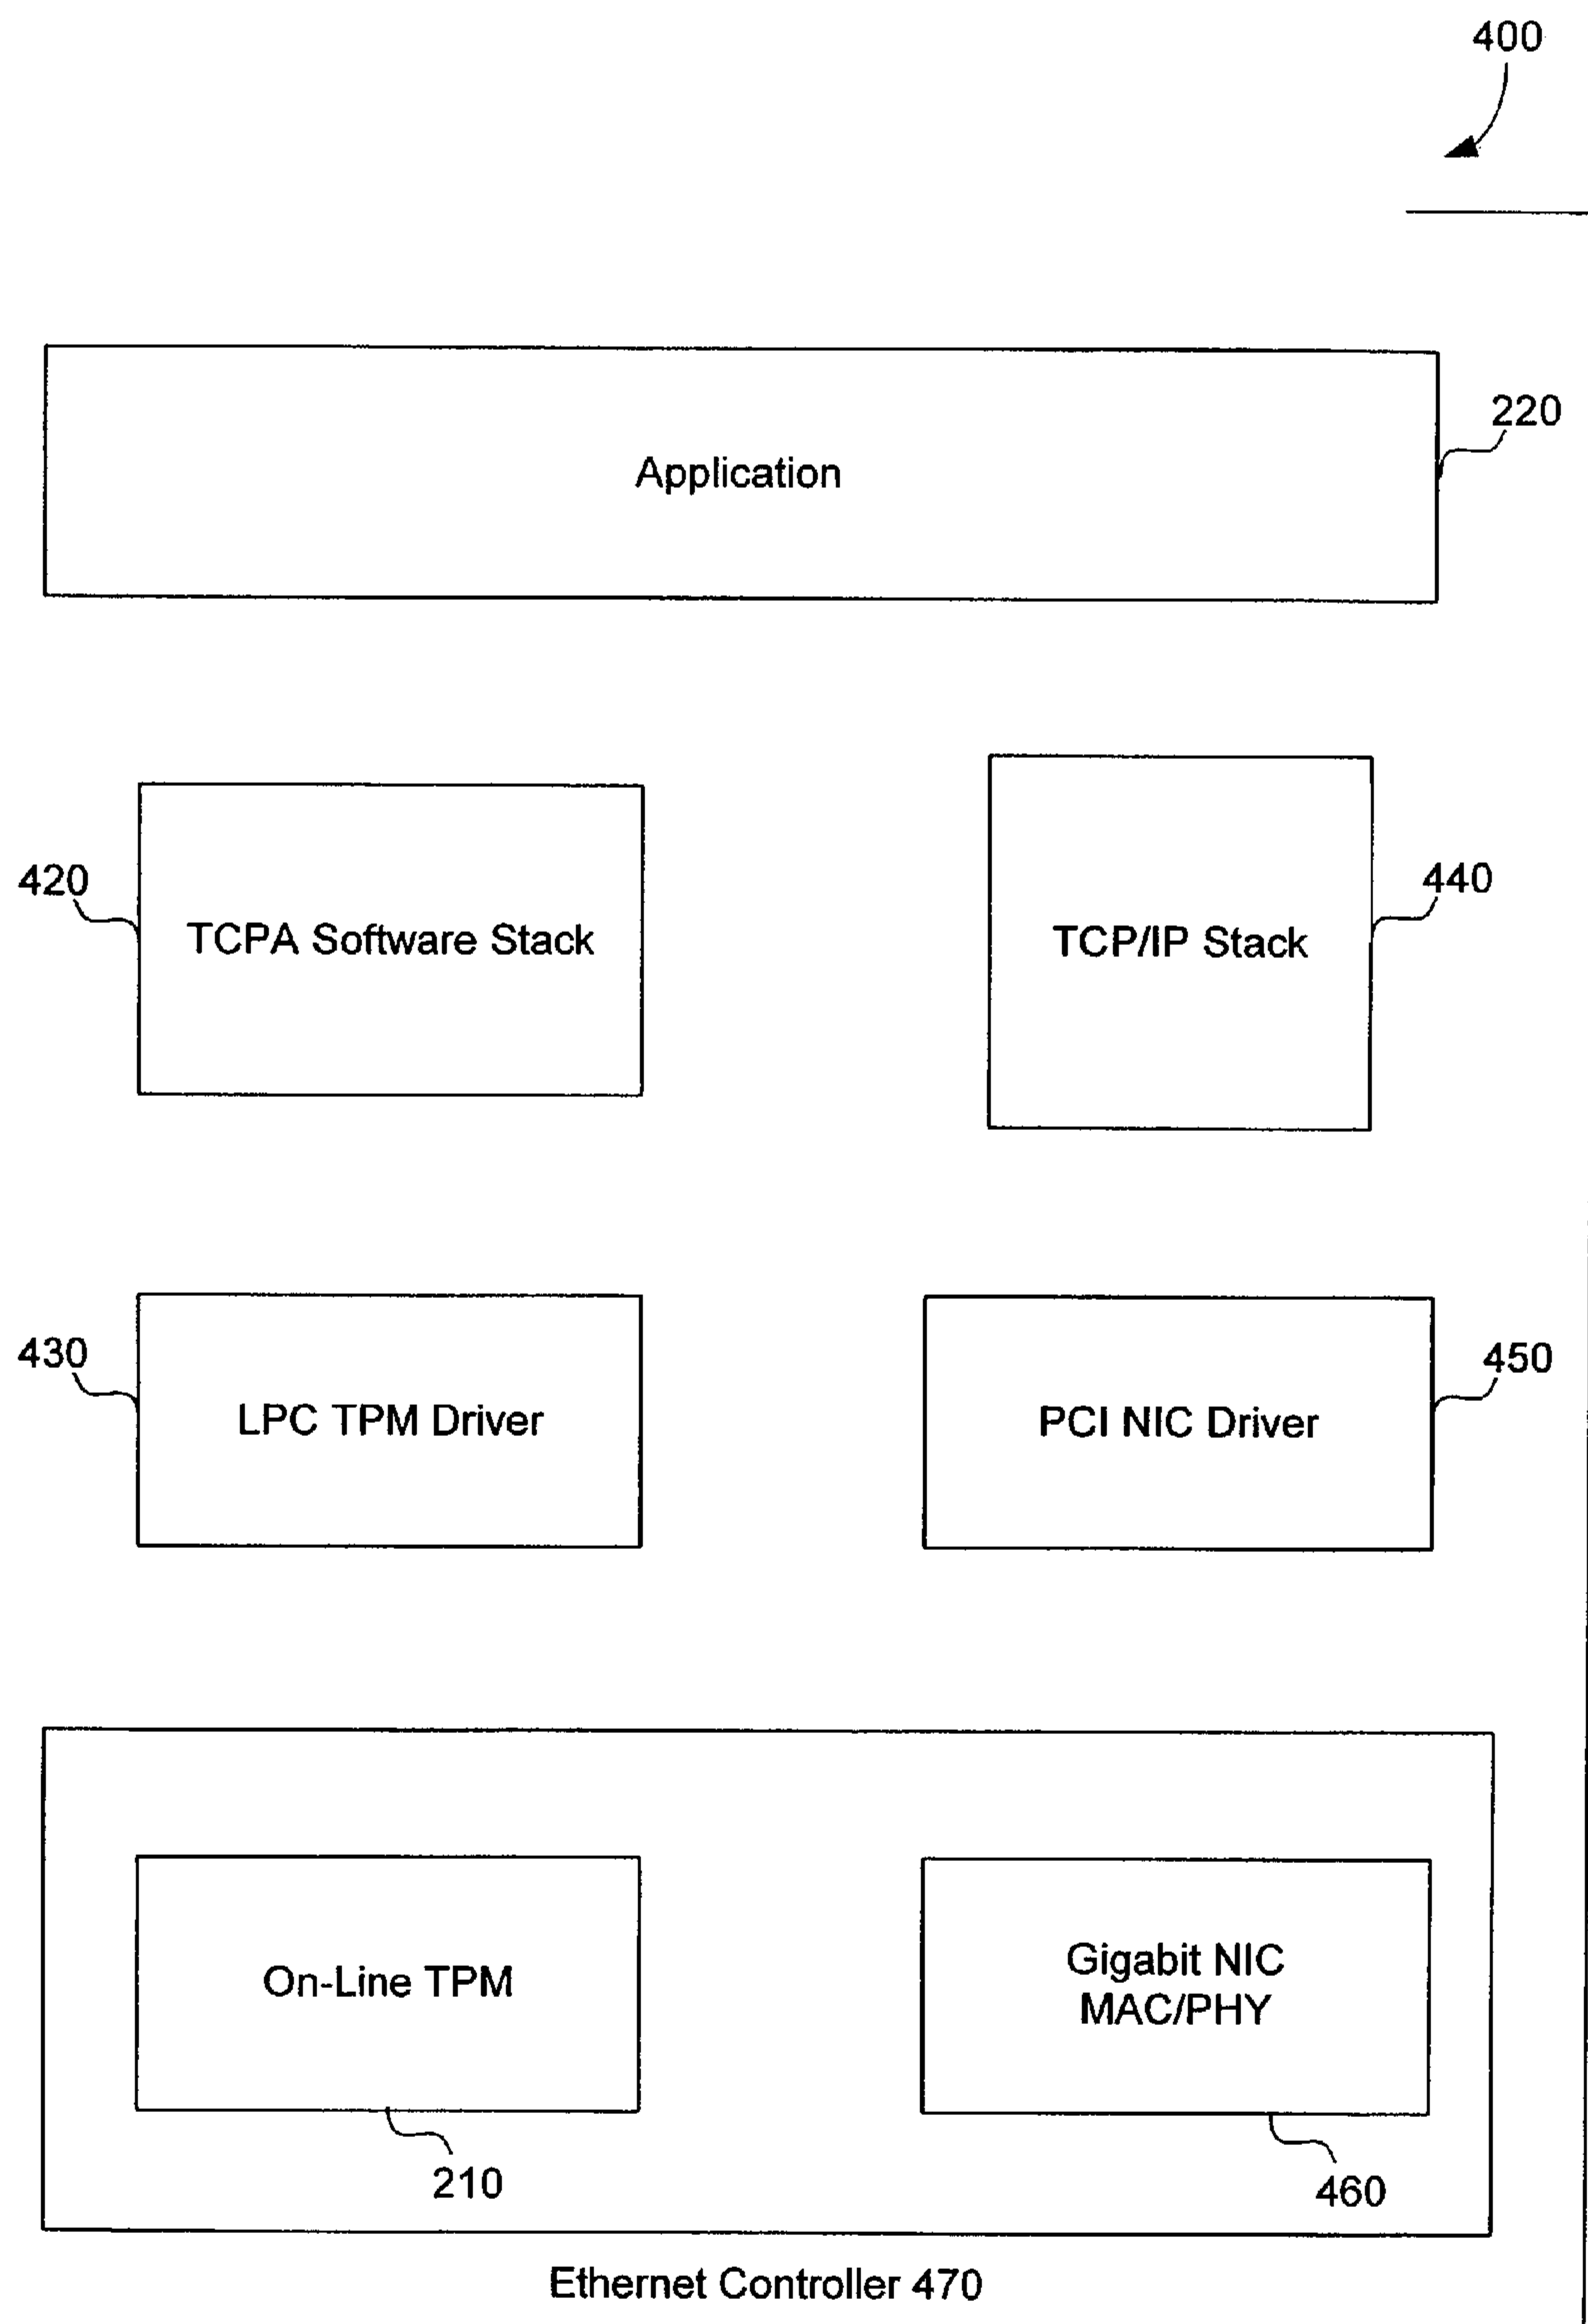 400
220
Application
420
TCPA Software Stack
440
TCP/IP Stack
430
LPC TPM Driver
450
PCI NIC Driver
On-Line TPM
Gigabit NIC
MAC/PHY
210
460
Ethernet Controller 470